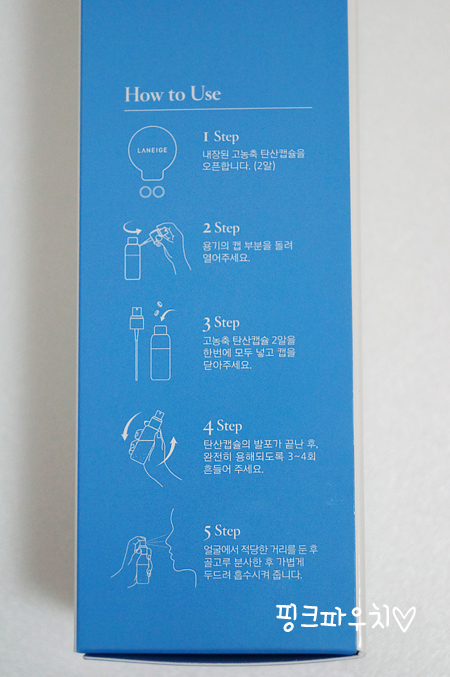 How to Use
LANEIGE
1 Step
내장된 고농축 탄산캡슐을
오픈합니다. (2알)
2 Step
용기의 캡 부분을 돌려
열어주세요.
3 Step
고농축 탄산캡슐 2알을
한번에 모두 넣고 캡을
닫아주세요.
4 Step
탄산캡슐의 발포가 끝난 후,
완전히 용해되도록 3~4회
흔들어 주세요.
5 Step
얼굴에서 적당한 거리를 둔 후
골고루 분사한 후 가볍게
두드려 흡수시켜 줍니다.
핑크파우치♡